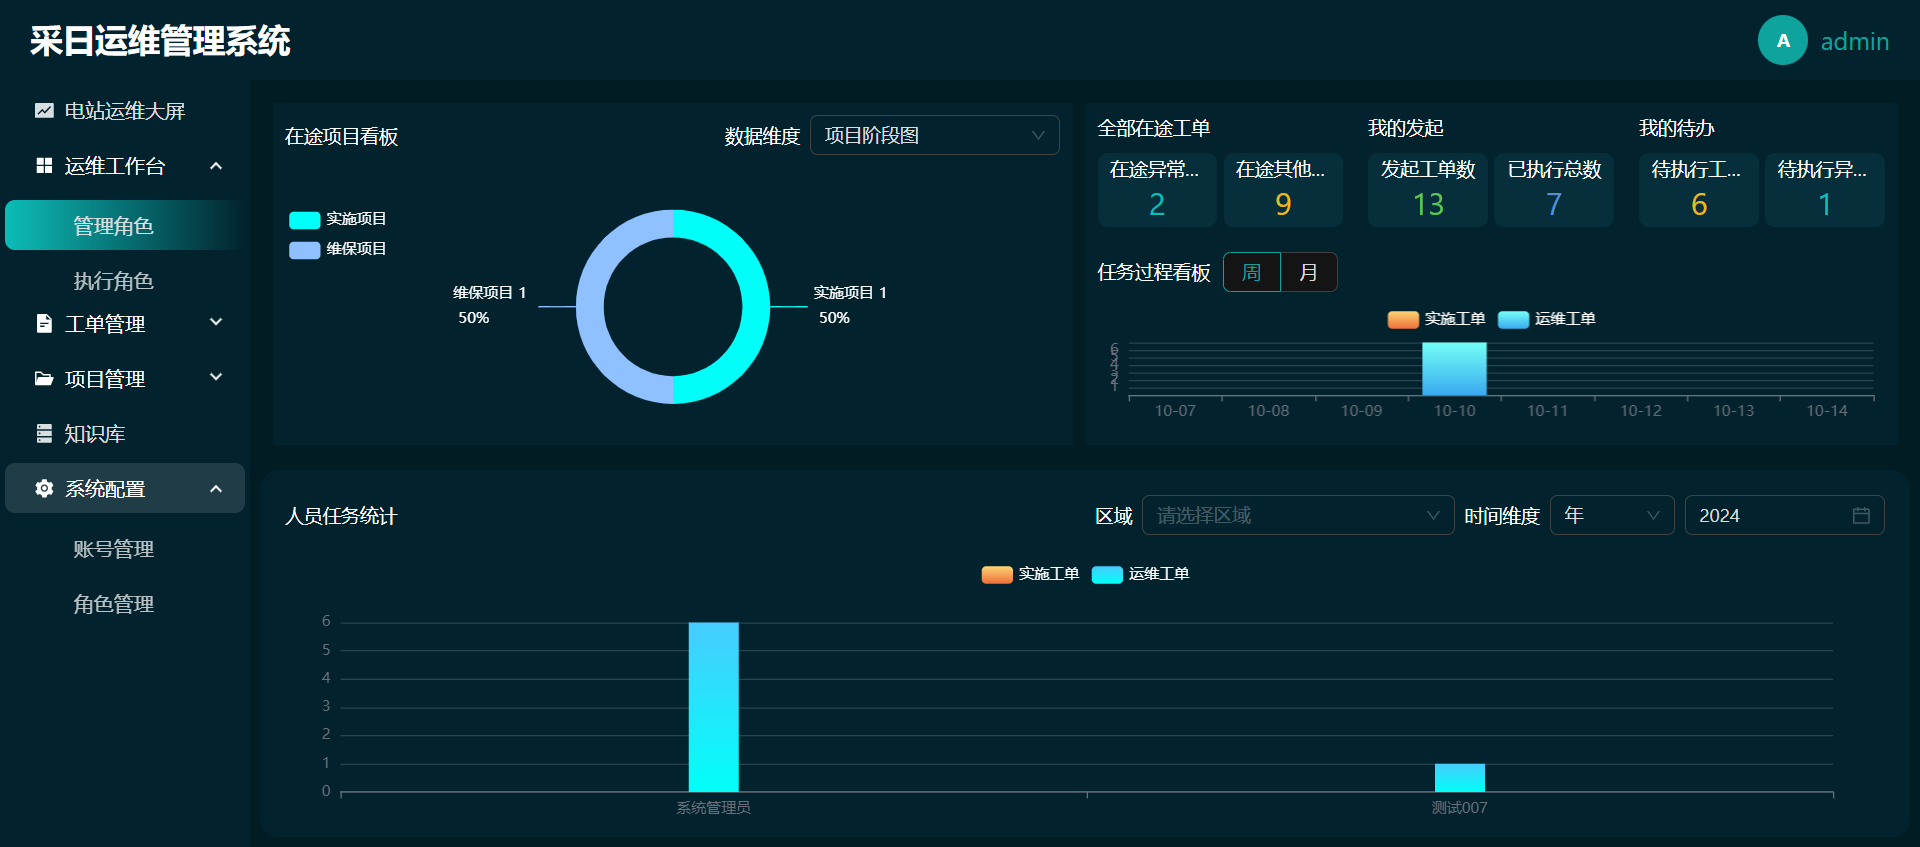 采日运维管理系统
A admin
电站运维大屏
运维工作台
管理角色
执行角色
工单管理
项目管理
知识库
系统配置
账号管理
角色管理
在途项目看板
数据维度 项目阶段图
实施项目
维保项目
维保项目 1
50%
实施项目 1
50%
全部在途工单
在途异常...
2
在途其他...
9
我的发起
发起工单数
13
已执行总数
7
我的待办
待执行工...
6
待执行异...
1
任务过程看板 周 月
实施工单 运维工单
6
5
4
3
2
1
10-07 10-08 10-09 10-10 10-11 10-12 10-13 10-14
人员任务统计
区域 请选择区域 时间维度 年 2024
实施工单 运维工单
6
5
4
3
2
1
0
系统管理员 测试007